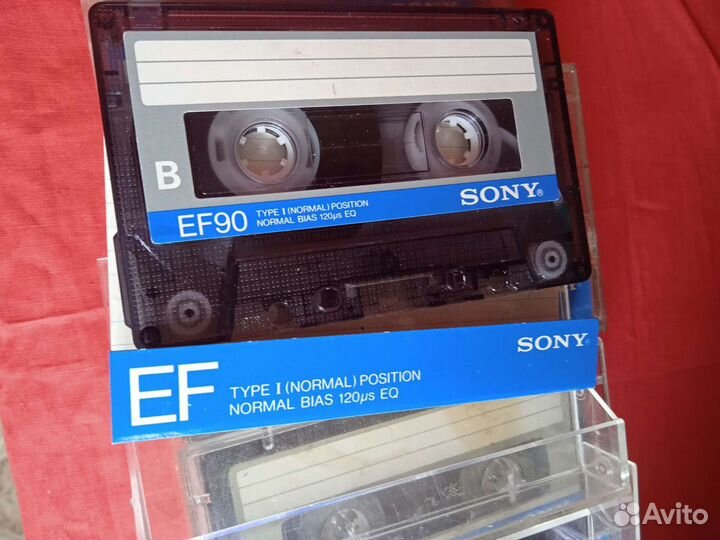 B
EF90
TYPE I (NORMAL) POSITION
NORMAL BIAS 120µs EQ
SONY®
EF
TYPE I (NORMAL) POSITION
NORMAL BIAS 120µs EQ
SONY
Avito